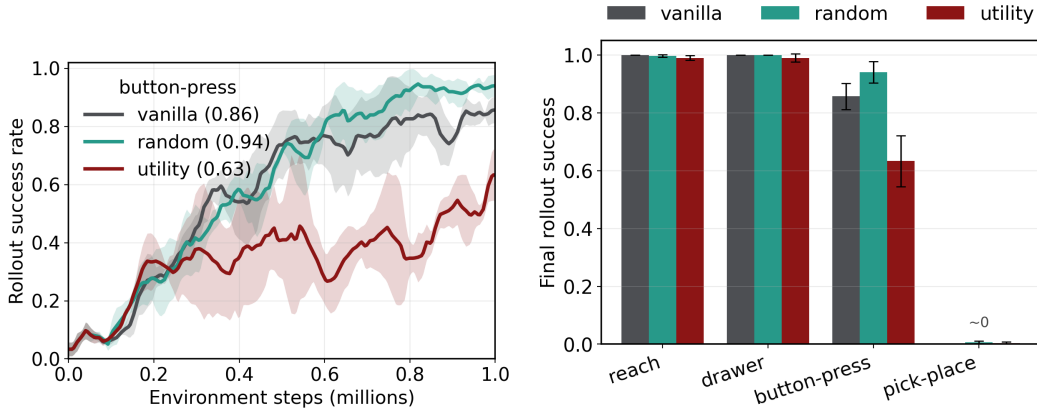 vanilla random utility
button-press
vanilla (0.86)
random (0.94)
utility (0.63)
Rollout success rate
1.0
0.8
0.6
0.4
0.2
0.0
0.0 0.2 0.4 0.6 0.8 1.0
Environment steps (millions)
Final rollout success
1.0
0.8
0.6
0.4
0.2
0.0
~0
reach drawer button-press pick-place